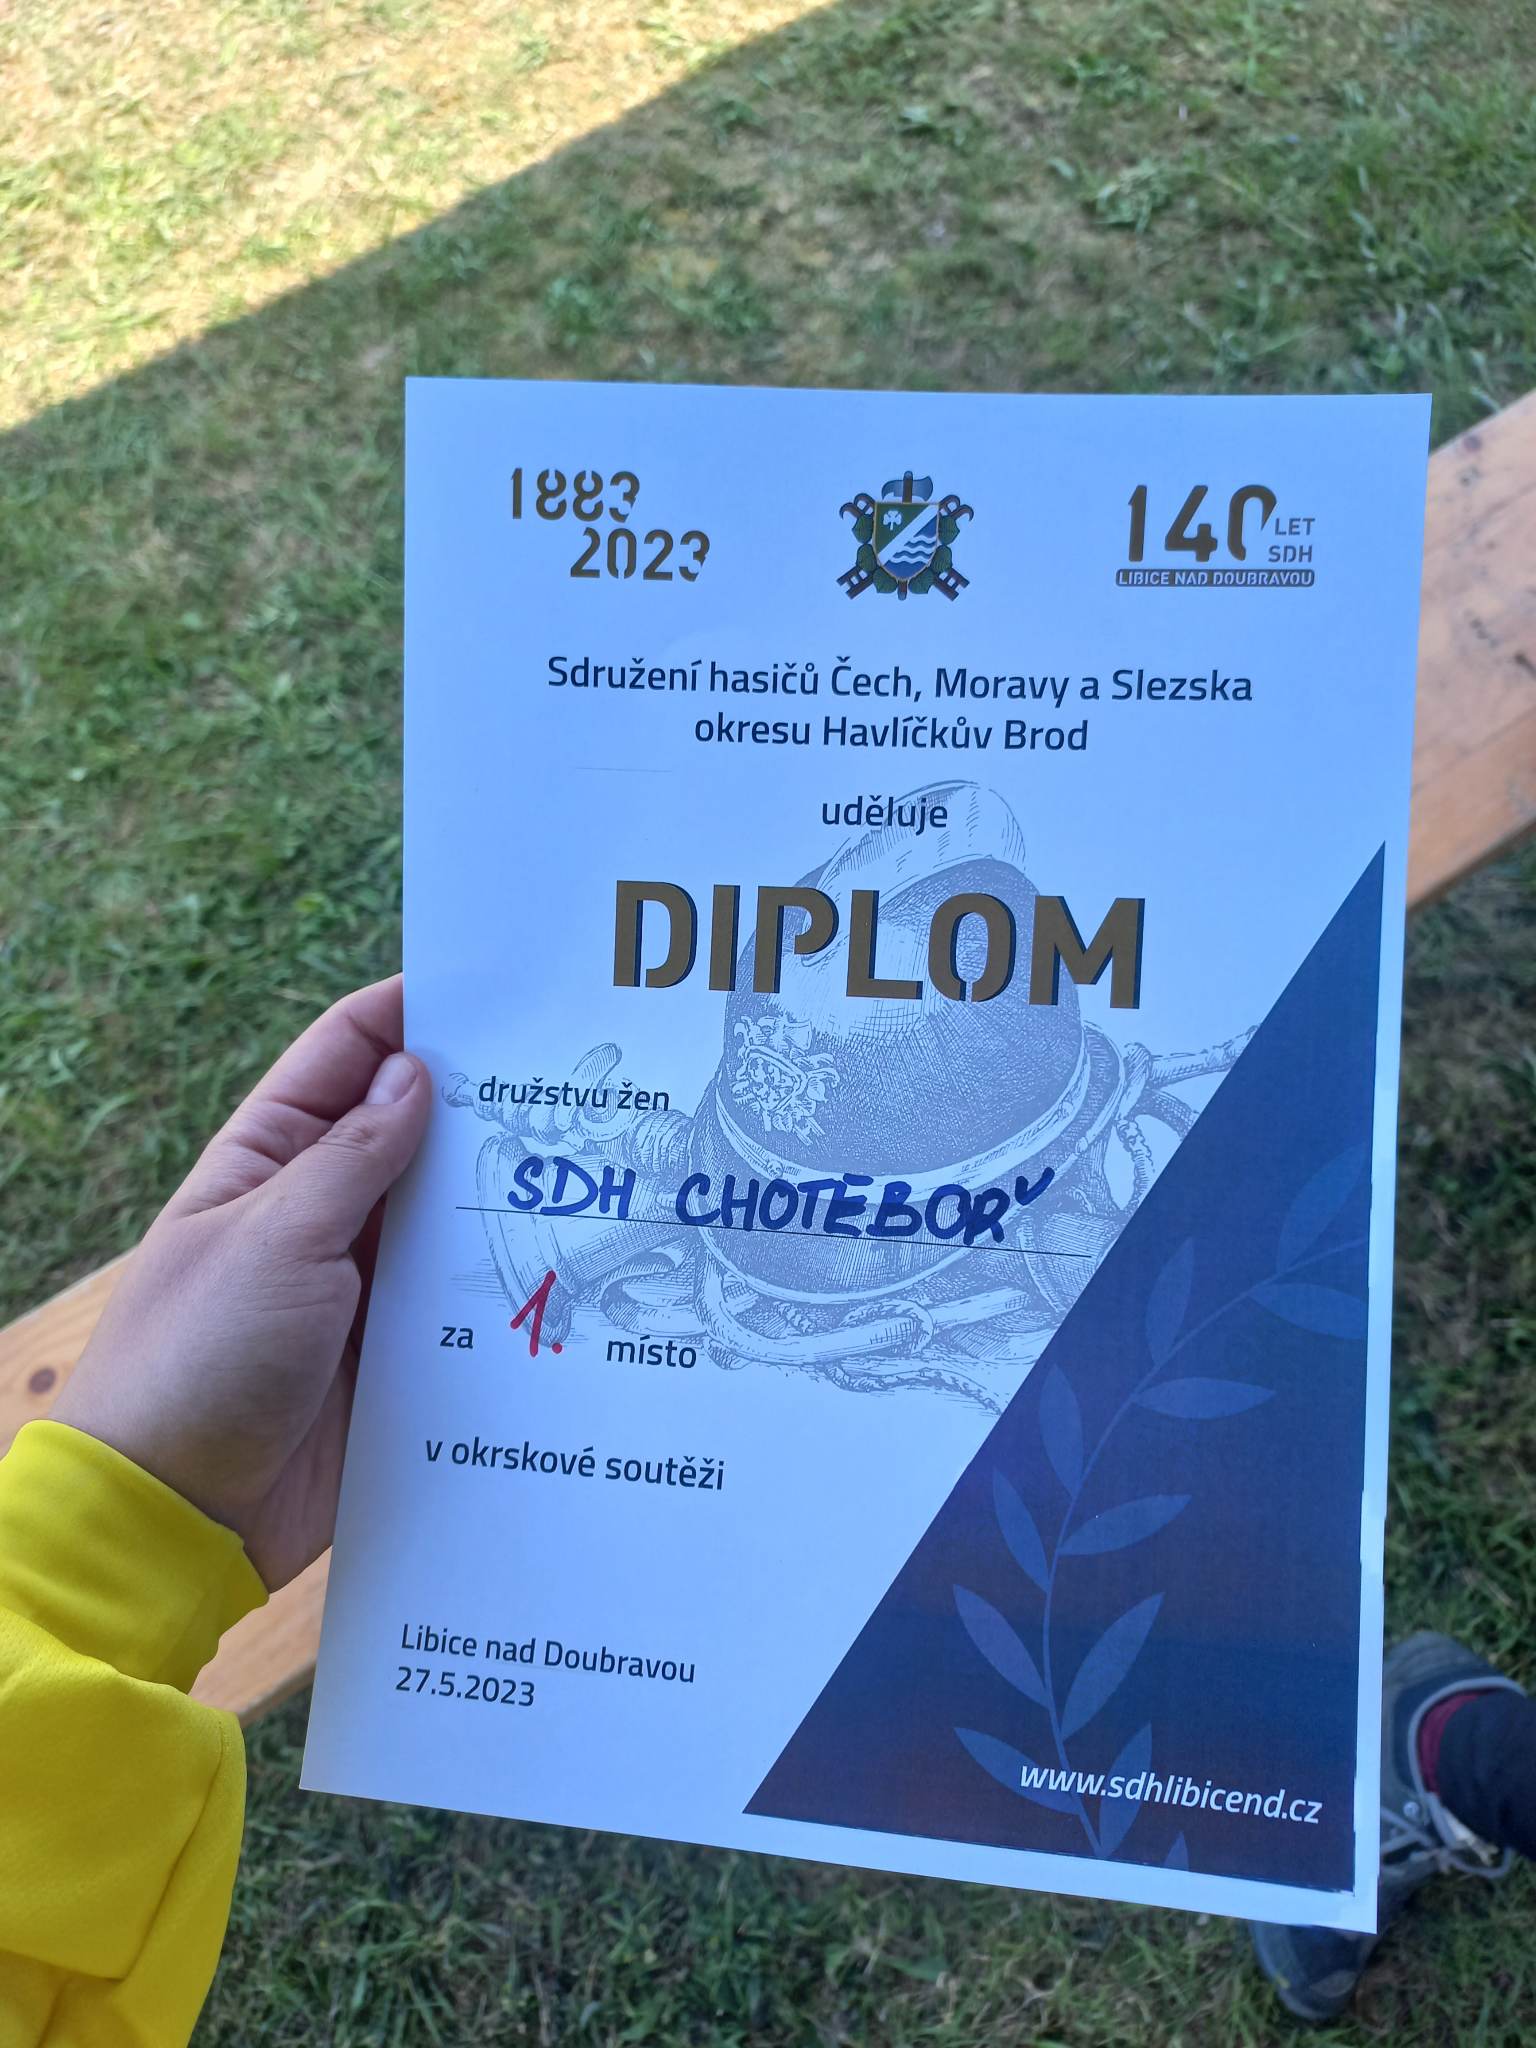 1883
2023
140 LET
SDH
LIBICE NAD DOUBRAVOU
Sdružení hasičů Čech, Moravy a Slezska
okresu Havlíčkův Brod
uděluje
DIPLOM
družstvu žen
SDH CHOTĚBOŘ
za 1. místo
v okrskové soutěži
Libice nad Doubravou
27.5.2023
www.sdhlibicend.cz